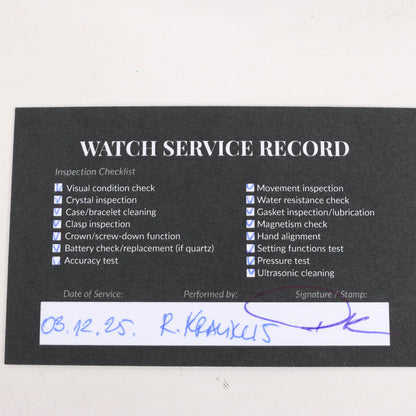 WATCH SERVICE RECORD
Inspection Checklist
Visual condition check
Crystal inspection
Case/bracelet cleaning
Clasp inspection
Crown/screw-down function
Battery check/replacement (if quartz)
Accuracy test
Movement inspection
Water resistance check
Gasket inspection/lubrication
Magnetism check
Hand alignment
Setting functions test
Pressure test
Ultrasonic cleaning
Date of Service: Performed by: Signature / Stamp:
03.12.25. R.